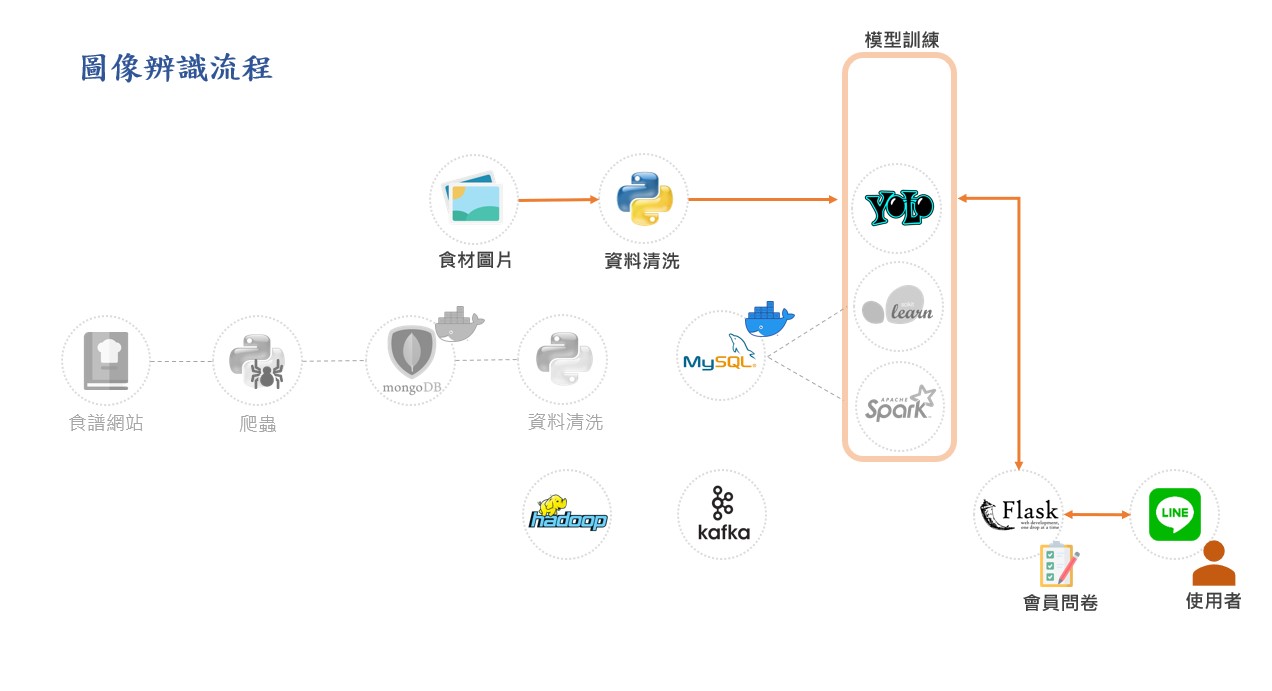 圖像辨識流程
模型訓練
YOLO
食材圖片
資料清洗
learn
mongoDB
MySQL
APACHE
Spark
食譜網站
爬蟲
資料清洗
hadoop
kafka
Flask
web development,
one drop at a time
LINE
會員問卷
使用者